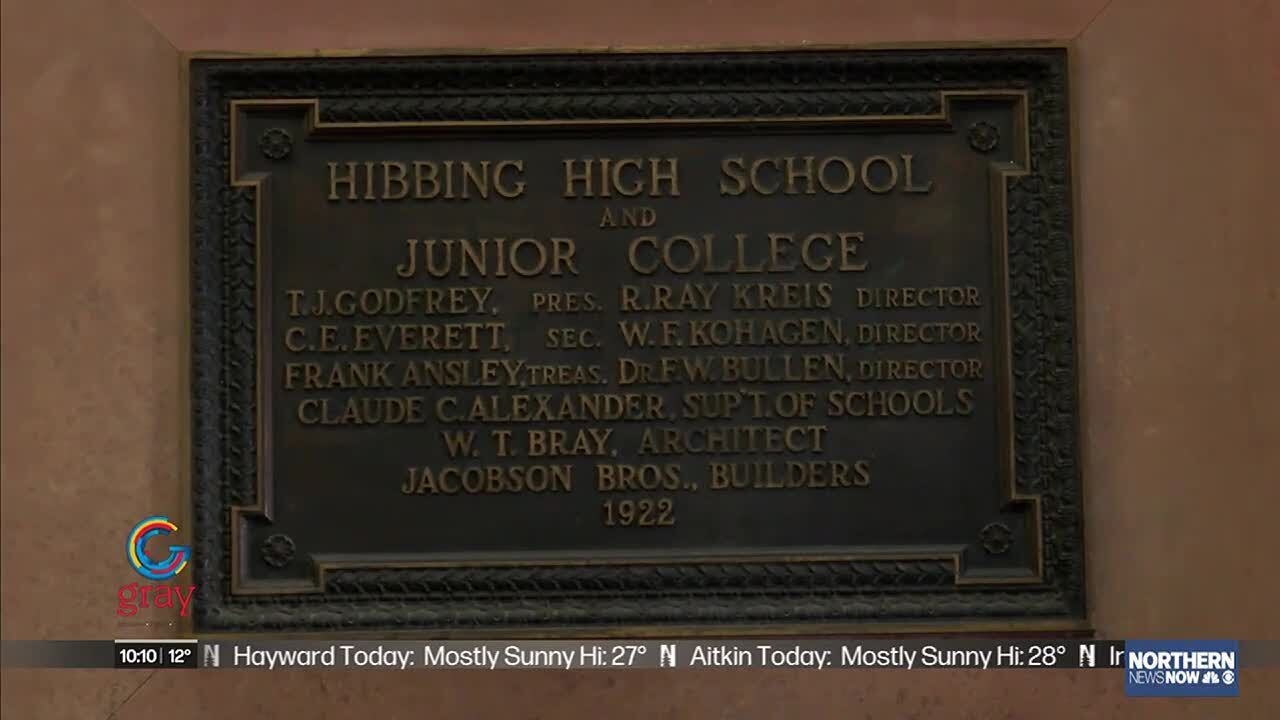 HIBBING HIGH SCHOOL
AND
JUNIOR COLLEGE
T.J.GODFREY, PRES. R.RAY KREIS DIRECTOR
C.E.EVERETT, SEC. W.F.KOHAGEN, DIRECTOR
FRANK ANSLEY, TREAS. DR.F.W.BULLEN, DIRECTOR
CLAUDE C.ALEXANDER, SUP'T. OF SCHOOLS
W. T. BRAY, ARCHITECT
JACOBSON BROS., BUILDERS
1922
gray
10:10 12° N Hayward Today: Mostly Sunny Hi: 27° N Aitkin Today: Mostly Sunny Hi: 28° N
NORTHERN
NEWS NOW